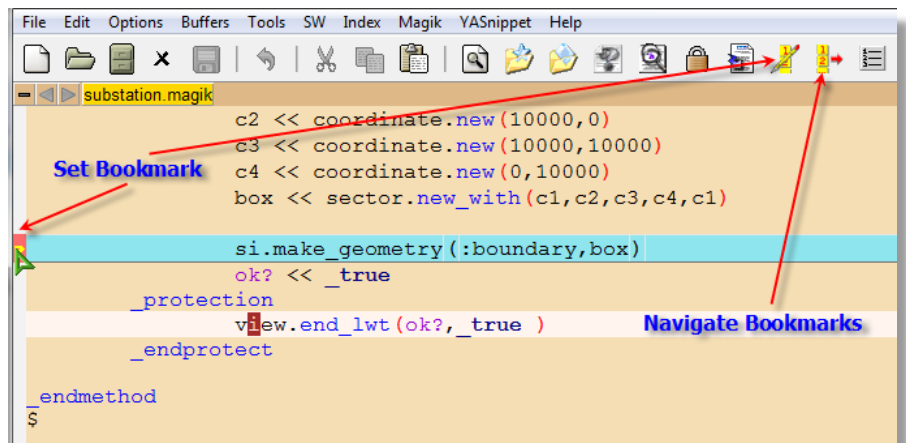 File Edit Options Buffers Tools SW Index Magik YASnippet Help
substation.magik
c2 << coordinate.new(10000,0)
c3 << coordinate.new(10000,10000)
Set Bookmark
c4 << coordinate.new(0,10000)
box << sector.new_with(c1,c2,c3,c4,c1)
si.make_geometry(:boundary,box)
ok? << _true
_protection
view.end_lwt(ok?,_true )
Navigate Bookmarks
_endprotect
_endmethod
$